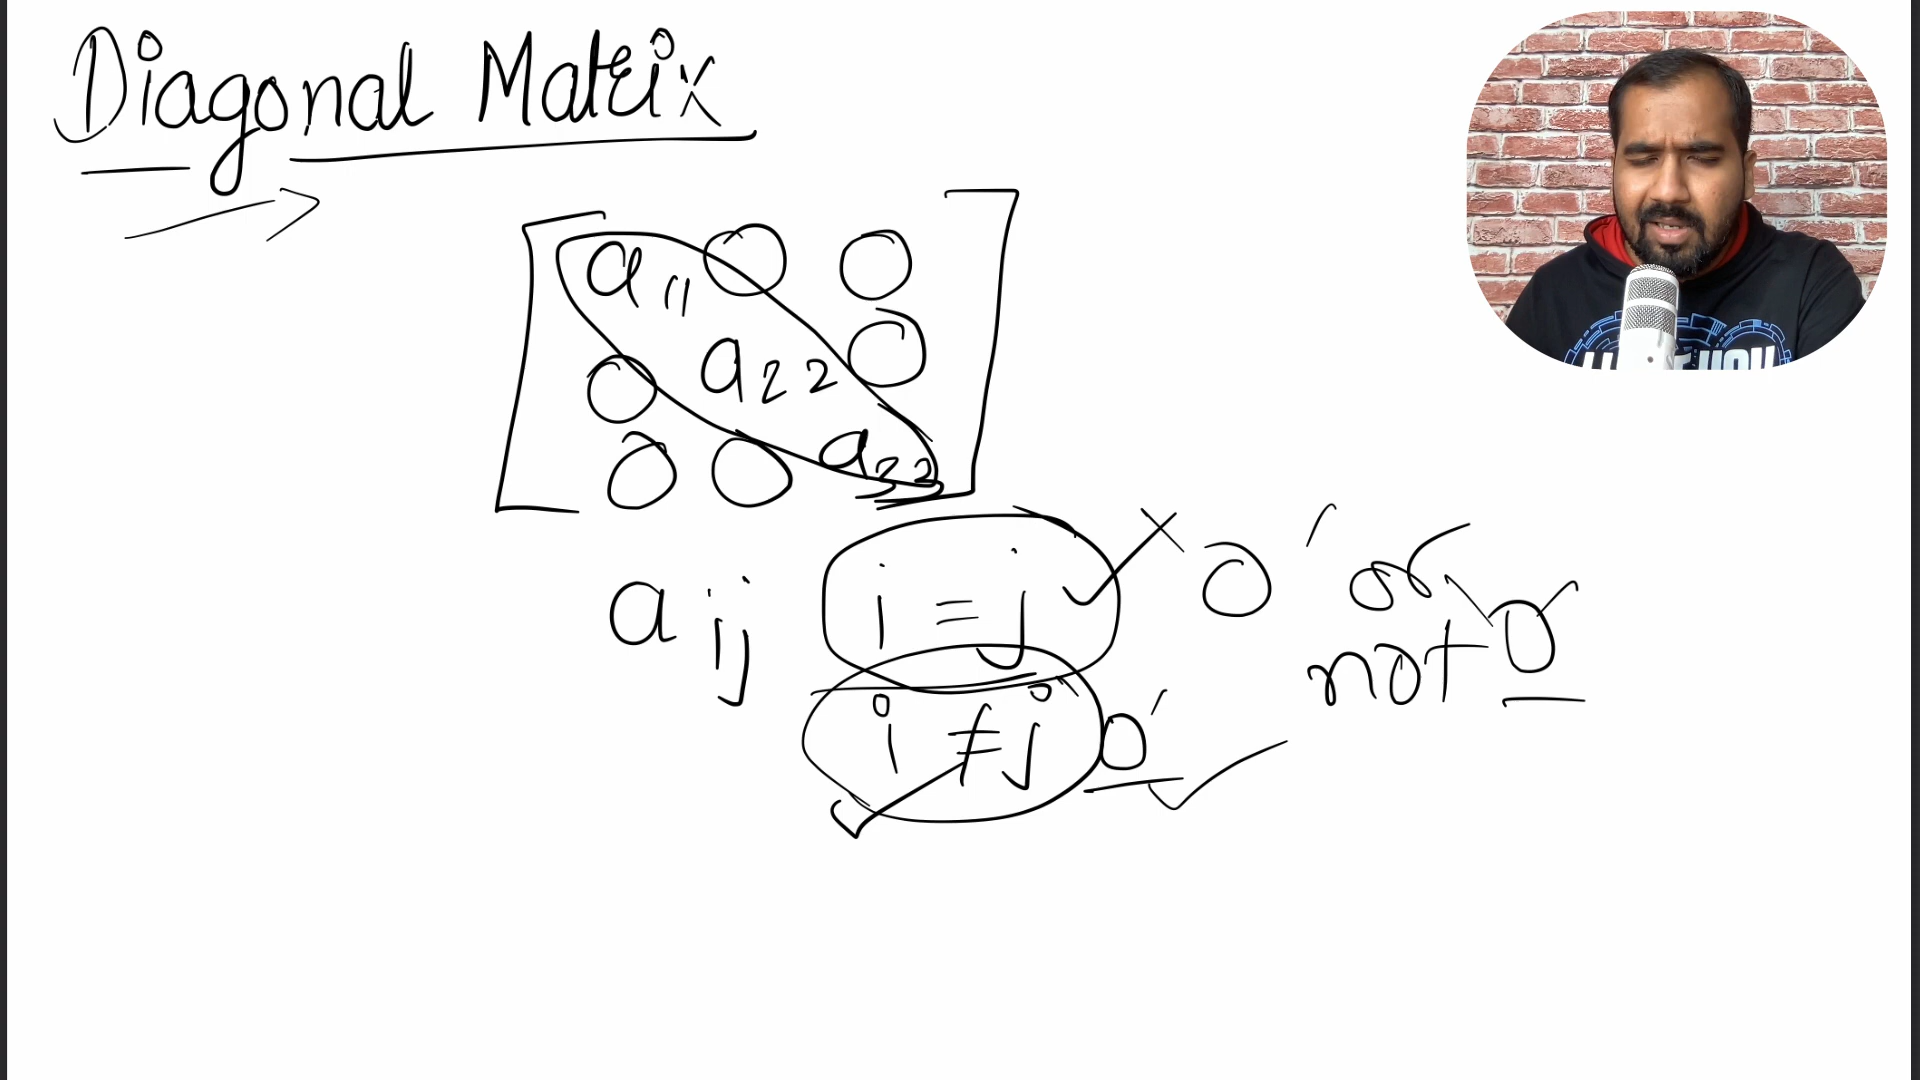 Diagonal Matrix
a11 0 0
0 a22 0
0 0 a33
aij i = j 0 or
not 0
i ≠ j 0